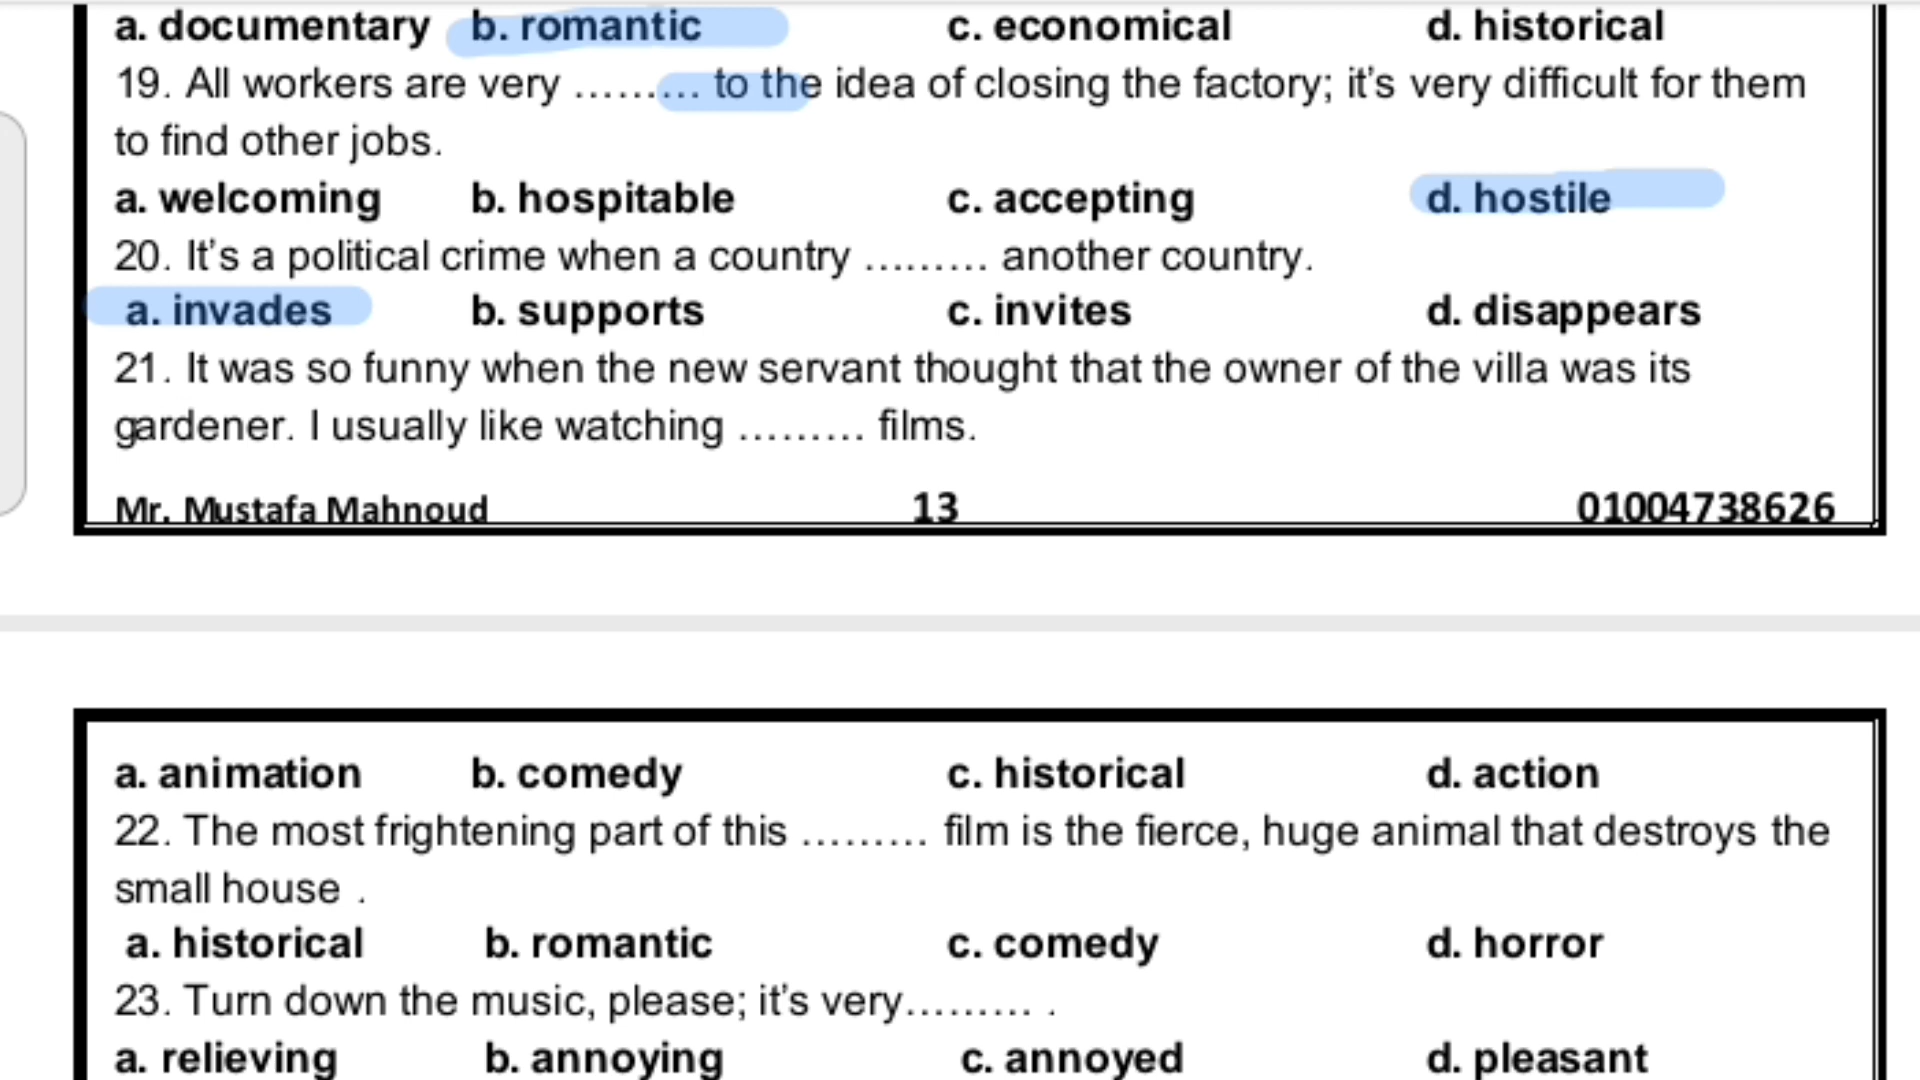 a. documentary b. romantic c. economical d. historical
19. All workers are very ……… to the idea of closing the factory; it’s very difficult for them
to find other jobs.
a. welcoming b. hospitable c. accepting d. hostile
20. It’s a political crime when a country ……… another country.
a. invades b. supports c. invites d. disappears
21. It was so funny when the new servant thought that the owner of the villa was its
gardener. I usually like watching ……… films.
Mr. Mustafa Mahnoud 13 01004738626
a. animation b. comedy c. historical d. action
22. The most frightening part of this ……… film is the fierce, huge animal that destroys the
small house .
a. historical b. romantic c. comedy d. horror
23. Turn down the music, please; it’s very……… .
a. relieving b. annoying c. annoyed d. pleasant